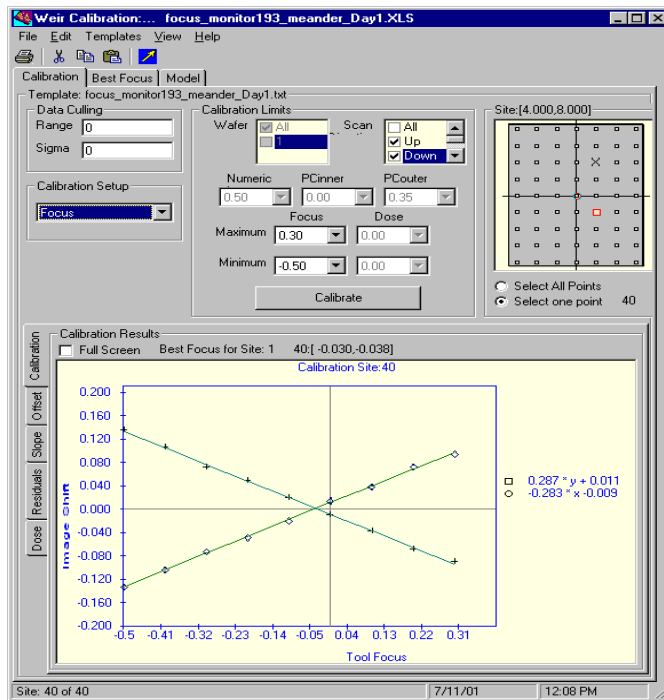 Weir Calibration:... focus_monitor193_meander_Day1.XLS
File Edit Templates View Help
Calibration Best Focus Model
Template: focus_monitor193_meander_Day1.txt
Data Culling
Range 0
Sigma 0
Calibration Setup
Focus
Calibration Limits
Wafer All 1
Scan All Up Down
Numeric PCinner PCouter
0.50 0.00 0.35
Focus Dose
Maximum 0.30 0.00
Minimum -0.50 0.00
Calibrate
Site:[4.000,8.000]
Select All Points
Select one point 40
Calibration Offset Slope Residuals Dose
Calibration Results
Full Screen Best Focus for Site: 1 40:[ -0.030,-0.038]
Calibration Site:40
0.200
0.160
0.120
0.080
0.040
0.000
-0.040
-0.080
-0.120
-0.160
-0.200
Image Shift
-0.5 -0.41 -0.32 -0.23 -0.14 -0.05 0.04 0.13 0.22 0.31
Tool Focus
0.287 * y + 0.011
-0.283 * x -0.009
Site: 40 of 40 7/11/01 12:08 PM